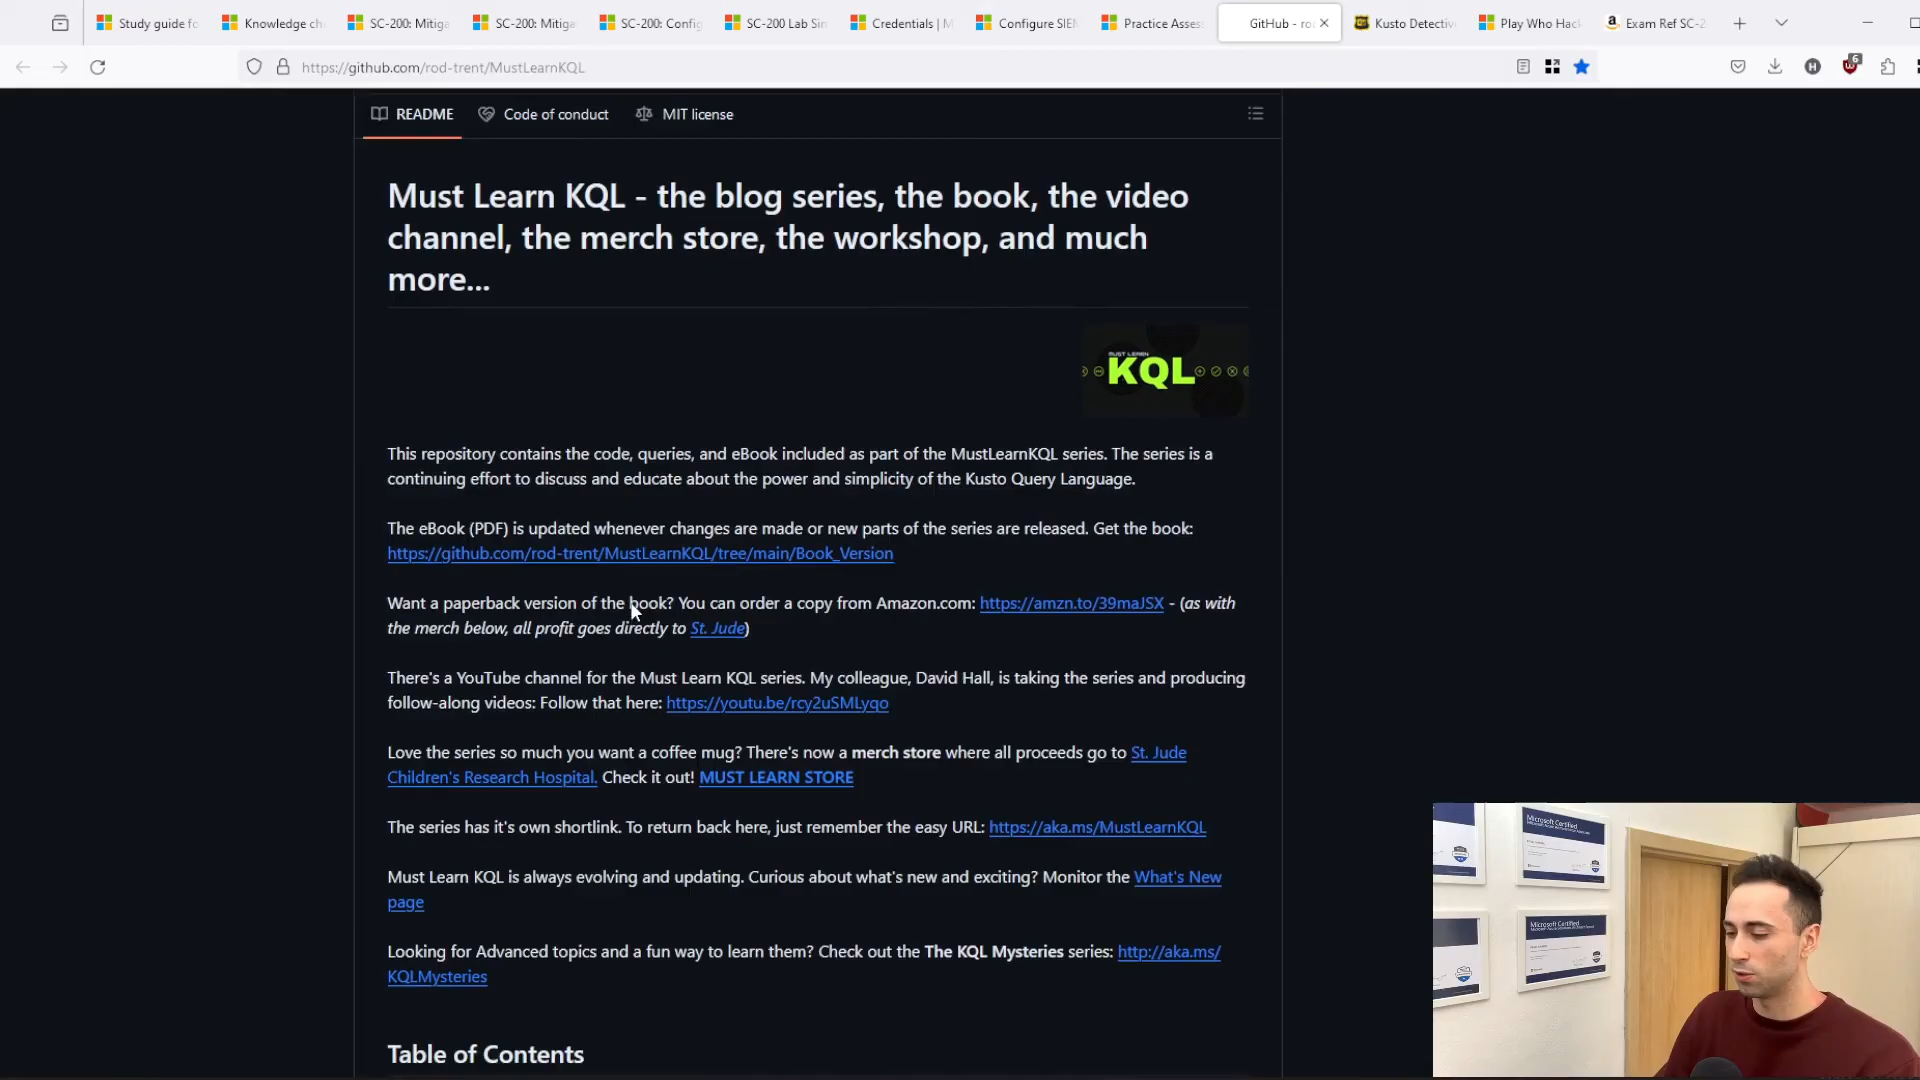 Study guide fo
Knowledge ch
SC-200: Mitiga
SC-200: Mitiga
SC-200: Config
SC-200 Lab Sim
Credentials | M
Configure SIEM
Practice Asses
GitHub - ro
Kusto Detectiv
Play Who Hac
Exam Ref SC-2
https://github.com/rod-trent/MustLearnKQL
6
README
Code of conduct
MIT license
Must Learn KQL - the blog series, the book, the video
channel, the merch store, the workshop, and much
more...
MUST LEARN
KQL
This repository contains the code, queries, and eBook included as part of the MustLearnKQL series. The series is a
continuing effort to discuss and educate about the power and simplicity of the Kusto Query Language.
The eBook (PDF) is updated whenever changes are made or new parts of the series are released. Get the book:
https://github.com/rod-trent/MustLearnKQL/tree/main/Book_Version
Want a paperback version of the book? You can order a copy from Amazon.com: https://amzn.to/39maJSX - (as with
the merch below, all profit goes directly to St. Jude)
There's a YouTube channel for the Must Learn KQL series. My colleague, David Hall, is taking the series and producing
follow-along videos: Follow that here: https://youtu.be/rcy2uSMLyqo
Love the series so much you want a coffee mug? There's now a merch store where all proceeds go to St. Jude
Children's Research Hospital. Check it out! MUST LEARN STORE
The series has it's own shortlink. To return back here, just remember the easy URL: https://aka.ms/MustLearnKQL
Must Learn KQL is always evolving and updating. Curious about what's new and exciting? Monitor the What's New
page
Looking for Advanced topics and a fun way to learn them? Check out the The KQL Mysteries series: http://aka.ms/
KQLMysteries
Table of Contents
Microsoft Certified
Microsoft Certified